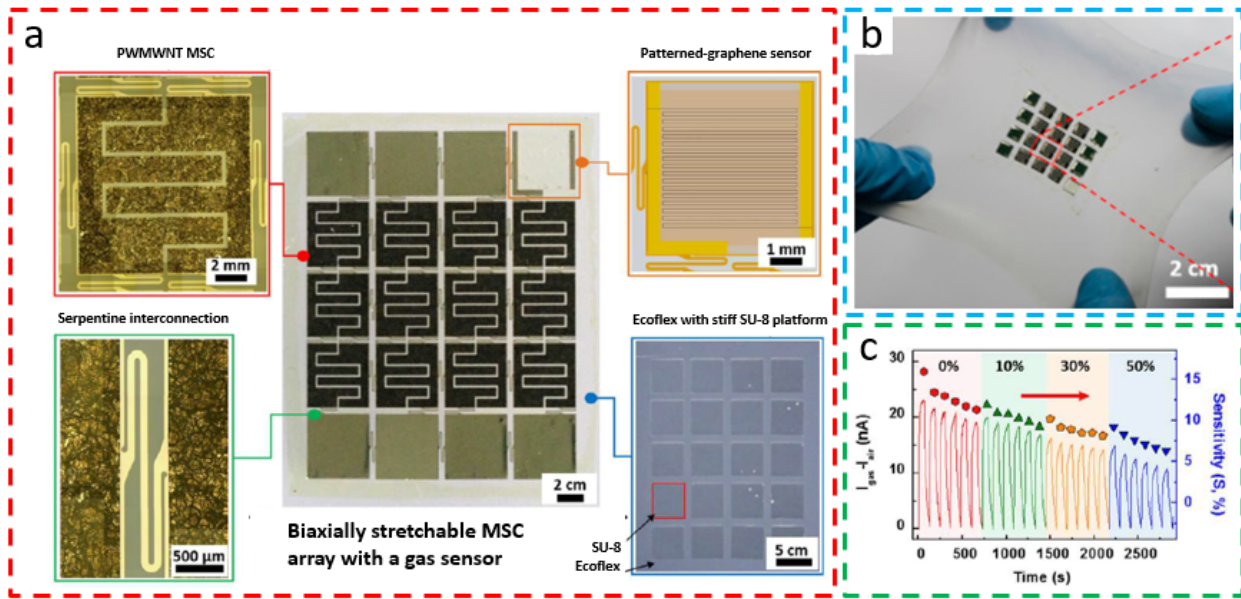 a
PWMWNT MSC
Patterned-graphene sensor
2 mm
1 mm
Serpentine interconnection
Ecoflex with stiff SU-8 platform
500 µm
2 cm
Biaxially stretchable MSC
array with a gas sensor
SU-8
Ecoflex
5 cm
b
2 cm
c
0% 10% 30% 50%
30
20
10
0
I gas -I air (nA)
15
10
5
0
Sensitivity (S, %)
0 500 1000 1500 2000 2500
Time (s)